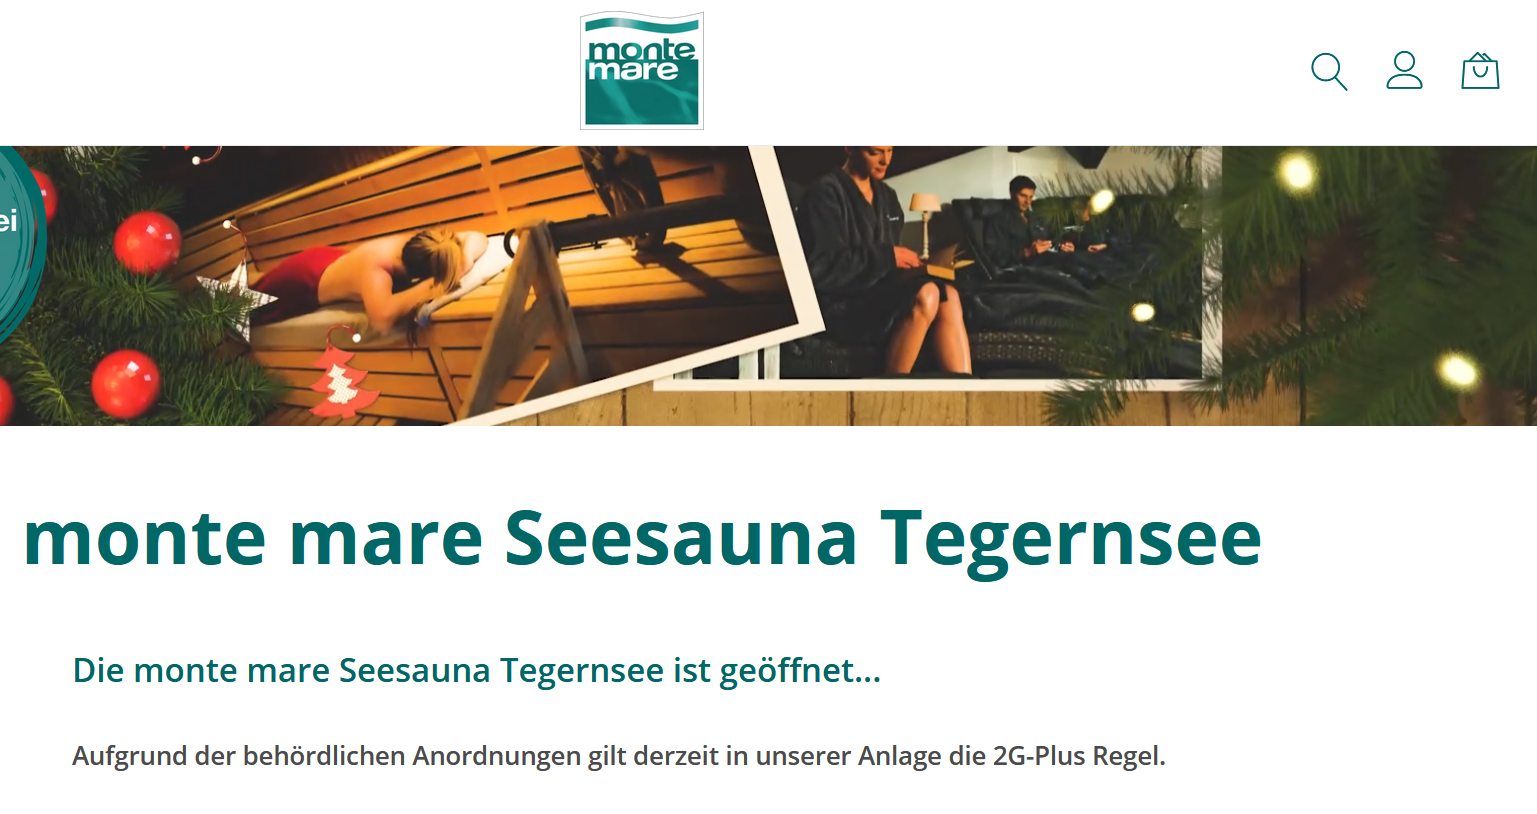 monte
mare
monte mare Seesauna Tegernsee
Die monte mare Seesauna Tegernsee ist geöffnet...
Aufgrund der behördlichen Anordnungen gilt derzeit in unserer Anlage die 2G-Plus Regel.